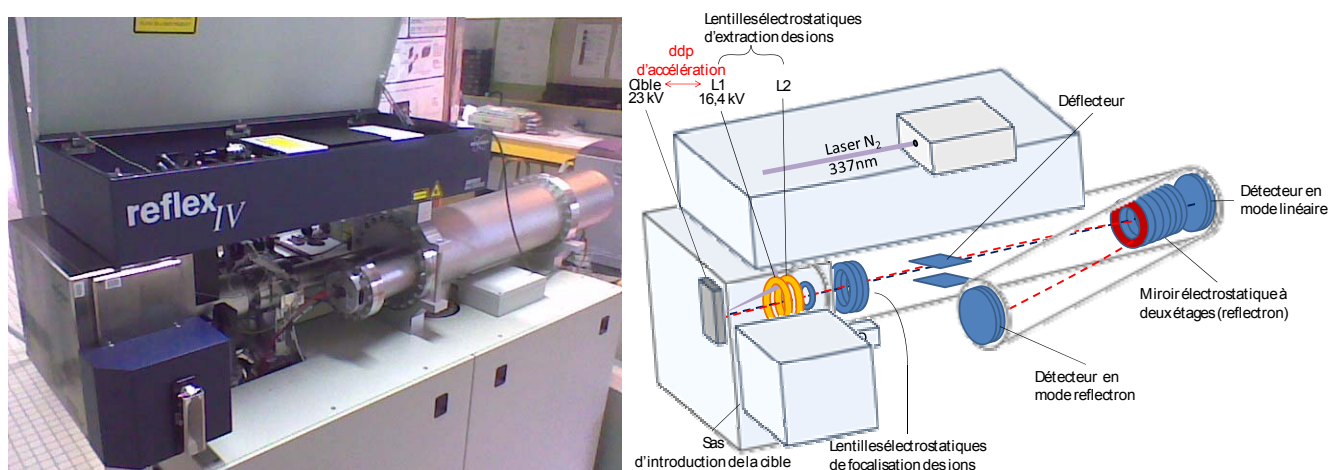 reflex IV
Lentilles électrostatiques
d'extraction des ions
ddp
d'accélération
Cible
23 kV
L1
16,4 kV
L2
Déflecteur
Laser N2
337nm
Détecteur en
mode linéaire
Miroir électrostatique à
deux étages (reflectron)
Détecteur en
mode reflectron
Sas
d'introduction de la cible
Lentilles électrostatiques
de focalisation des ions